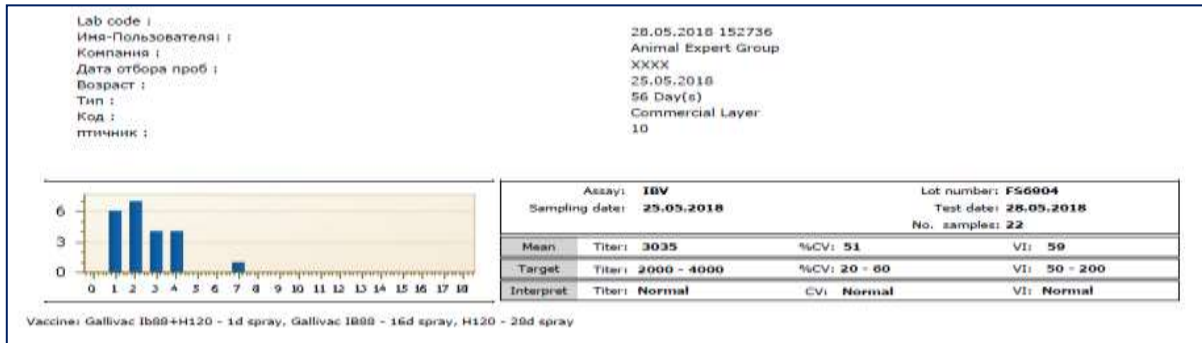 Lab code :
Имя-Пользователя: :
Компания :
Дата отбора проб :
Возраст :
Тип :
Код :
птичник :
28.05.2018 152736
Animal Expert Group
XXXX
25.05.2018
56 Day(s)
Commercial Layer
10
6
3
0
0 1 2 3 4 5 6 7 8 9 10 11 12 13 14 15 16 17 18
Assay: IBV Lot number: FS6904
Sampling date: 25.05.2018 Test date: 28.05.2018
No. samples: 22
Mean Titer: 3035 %CV: 51 VI: 59
Target Titer: 2000 - 4000 %CV: 20 - 60 VI: 50 - 200
Interpret Titer: Normal CV: Normal VI: Normal
Vaccine: Gallivac Ib88+H120 - 1d spray, Gallivac IB88 - 16d spray, H120 - 28d spray